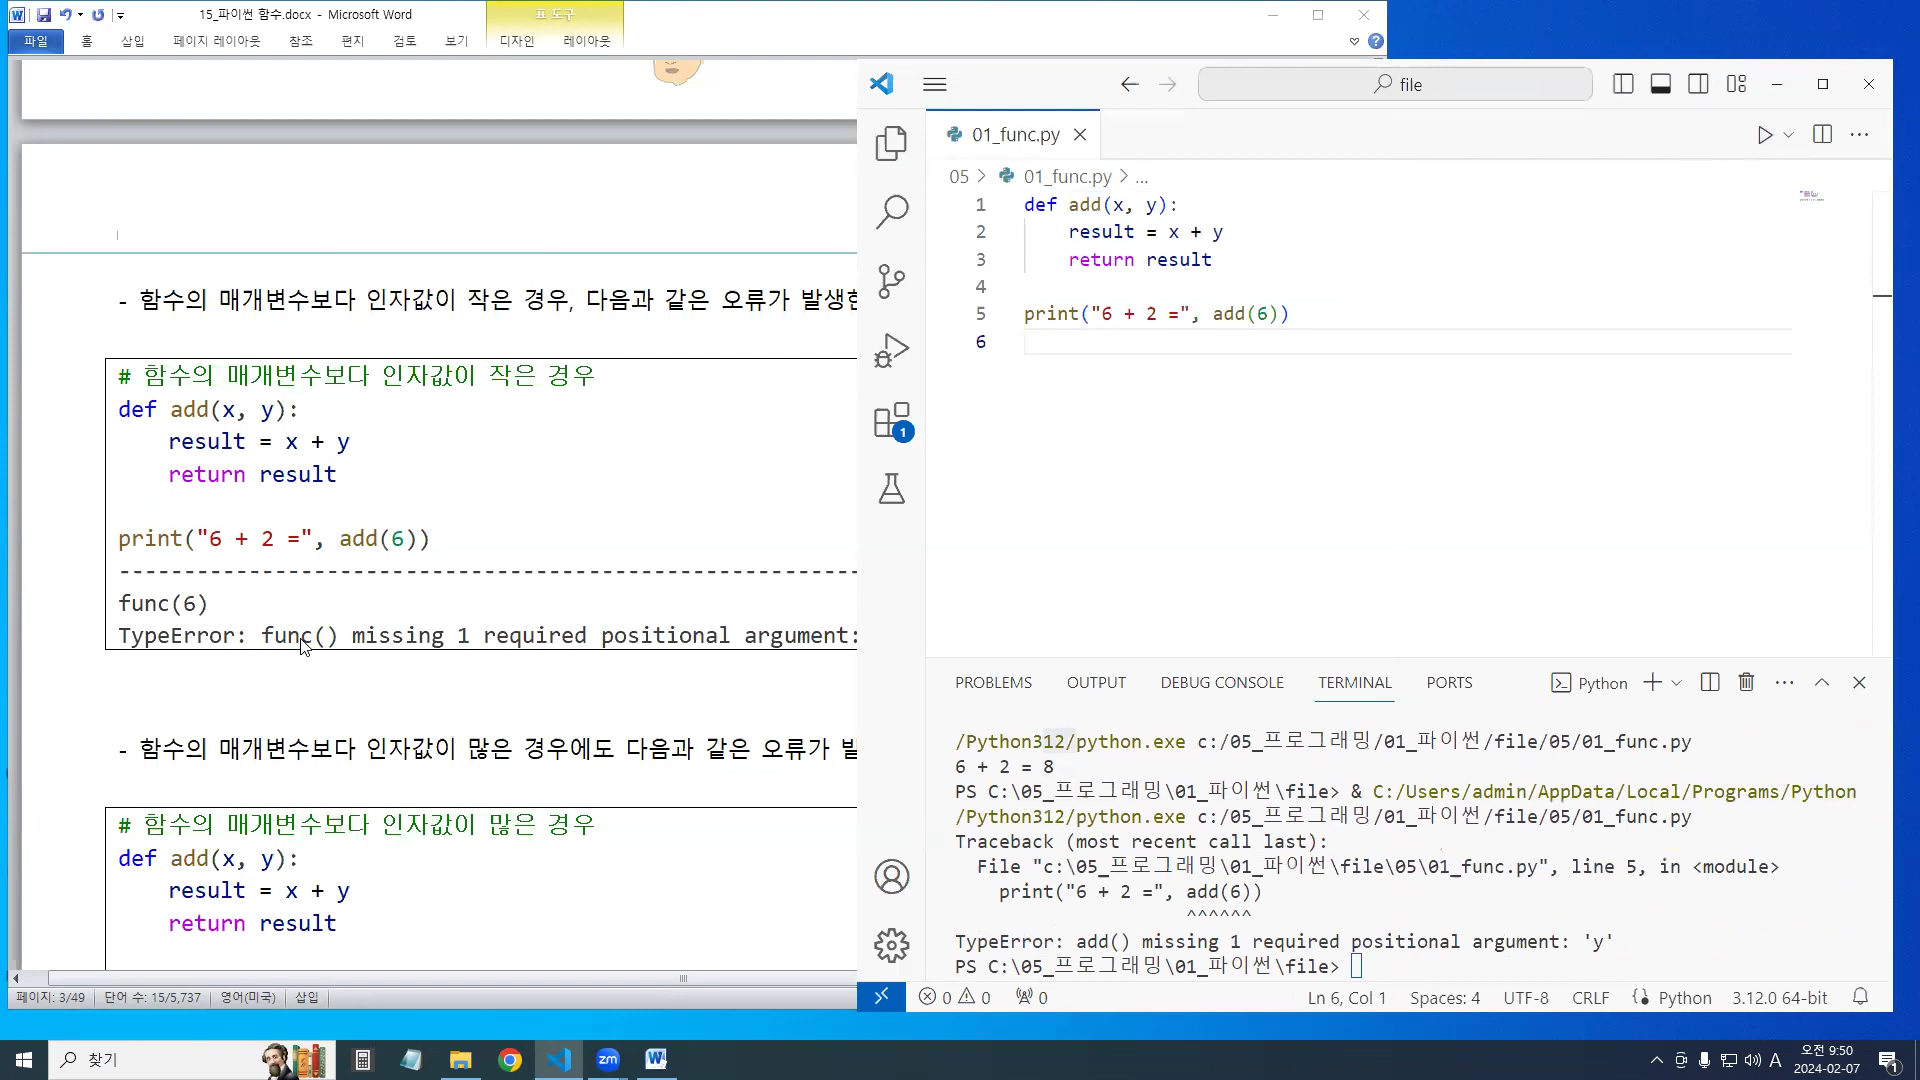 15_파이썬 함수.docx - Microsoft Word
표 도구
파일 홈 삽입 페이지 레이아웃 참조 편지 검토 보기 디자인 레이아웃
- 함수의 매개변수보다 인자값이 작은 경우, 다음과 같은 오류가 발생한
# 함수의 매개변수보다 인자값이 작은 경우
def add(x, y):
result = x + y
return result
print("6 + 2 =", add(6))
----------------------------------------------------------
func(6)
TypeError: func() missing 1 required positional argument:
- 함수의 매개변수보다 인자값이 많은 경우에도 다음과 같은 오류가 발
# 함수의 매개변수보다 인자값이 많은 경우
def add(x, y):
result = x + y
return result
페이지: 3/49 단어 수: 15/5,737 영어(미국) 삽입
file
01_func.py
05 > 01_func.py > ...
1 def add(x, y):
2 result = x + y
3 return result
4
5 print("6 + 2 =", add(6))
6
1
PROBLEMS OUTPUT DEBUG CONSOLE TERMINAL PORTS Python
/Python312/python.exe c:/05_프로그래밍/01_파이썬/file/05/01_func.py
6 + 2 = 8
PS C:\05_프로그래밍\01_파이썬\file> & C:/Users/admin/AppData/Local/Programs/Python
/Python312/python.exe c:/05_프로그래밍/01_파이썬/file/05/01_func.py
Traceback (most recent call last):
File "c:\05_프로그래밍\01_파이썬\file\05\01_func.py", line 5, in <module>
print("6 + 2 =", add(6))
^^^^^^
TypeError: add() missing 1 required positional argument: 'y'
PS C:\05_프로그래밍\01_파이썬\file>
0 0 0 Ln 6, Col 1 Spaces: 4 UTF-8 CRLF Python 3.12.0 64-bit
찾기
zm
A
오전 9:50
2024-02-07
1